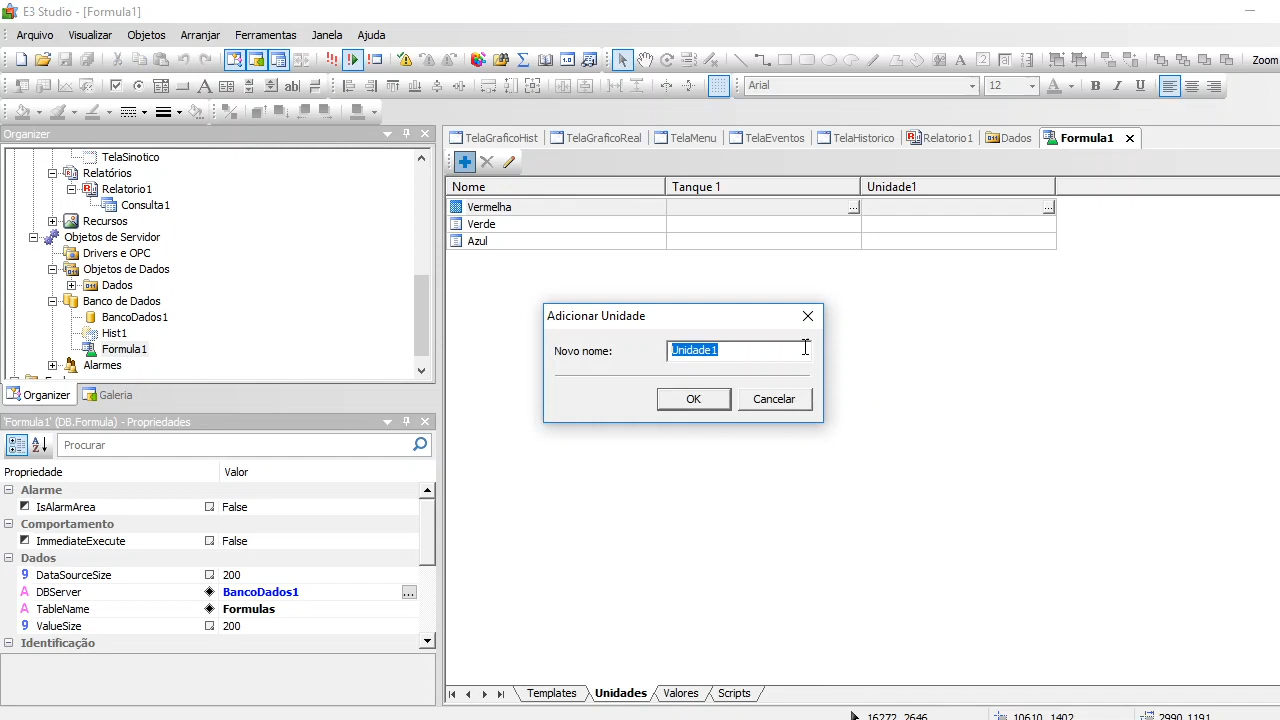 E3 Studio - [Formula1]
Arquivo Visualizar Objetos Arranjar Ferramentas Janela Ajuda
Zoom
Arial 12 B I U
Organizer
TelaSinotico
Relatórios
Relatorio1
Consulta1
Recursos
Objetos de Servidor
Drivers e OPC
Objetos de Dados
Dados
Banco de Dados
BancoDados1
Hist1
Formula1
Alarmes
Organizer Galeria
'Formula1' (DB.Formula) - Propriedades
Procurar
Propriedade Valor
Alarme
IsAlarmArea False
Comportamento
ImmediateExecute False
Dados
DataSourceSize 200
DBServer BancoDados1 ...
TableName Formulas
ValueSize 200
Identificação
TelaGraficoHist TelaGraficoReal TelaMenu TelaEventos TelaHistorico Relatorio1 Dados Formula1
Nome Tanque 1 Unidade1
Vermelha ... ...
Verde
Azul
Adicionar Unidade
Novo nome: Unidade1
OK Cancelar
Templates Unidades Valores Scripts
16272, 2646 10610, 1402 2990, 1191